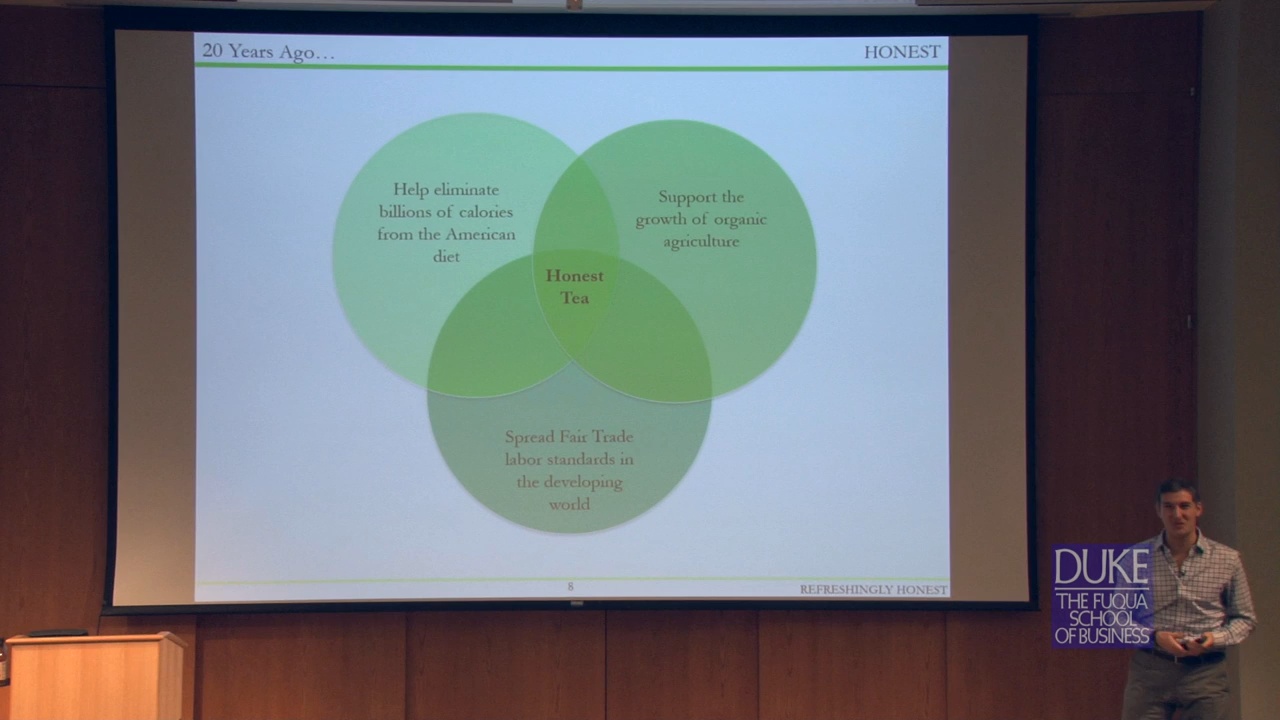 20 Years Ago…
HONEST
Help eliminate
billions of calories
from the American
diet
Support the
growth of organic
agriculture
Honest
Tea
Spread Fair Trade
labor standards in
the developing
world
8
REFRESHINGLY HONEST
DUKE
THE FUQUA
SCHOOL
OF BUSINESS